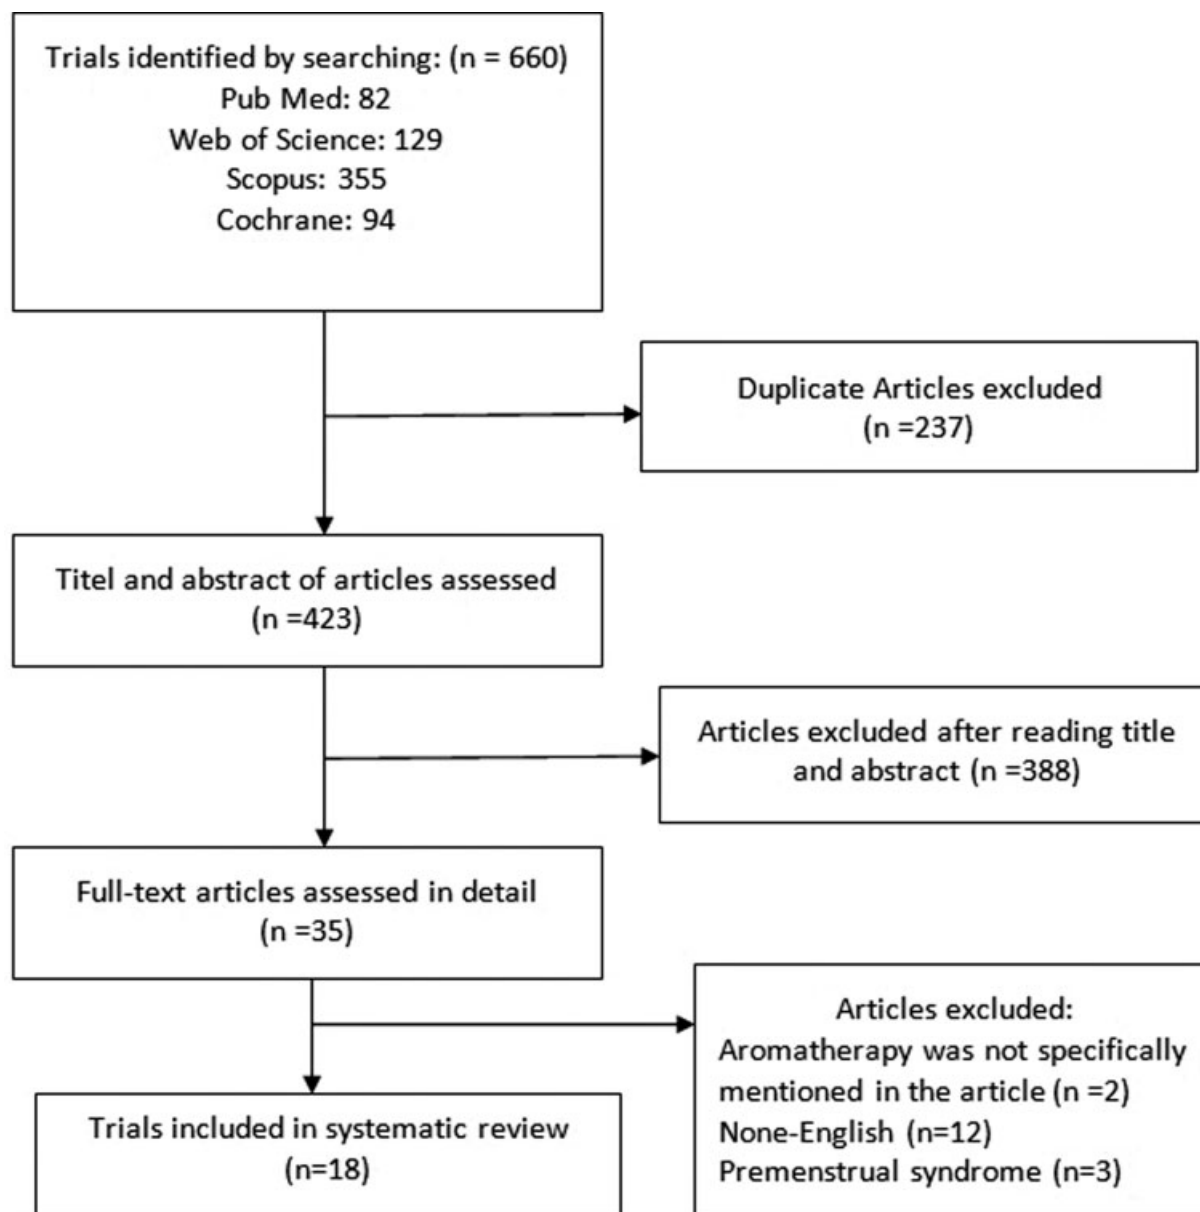 Trials identified by searching: (n = 660)
Pub Med: 82
Web of Science: 129
Scopus: 355
Cochrane: 94
Duplicate Articles excluded
(n =237)
Titel and abstract of articles assessed
(n =423)
Articles excluded after reading title
and abstract (n =388)
Full-text articles assessed in detail
(n =35)
Articles excluded:
Aromatherapy was not specifically
mentioned in the article (n =2)
None-English (n=12)
Premenstrual syndrome (n=3)
Trials included in systematic review
(n=18)